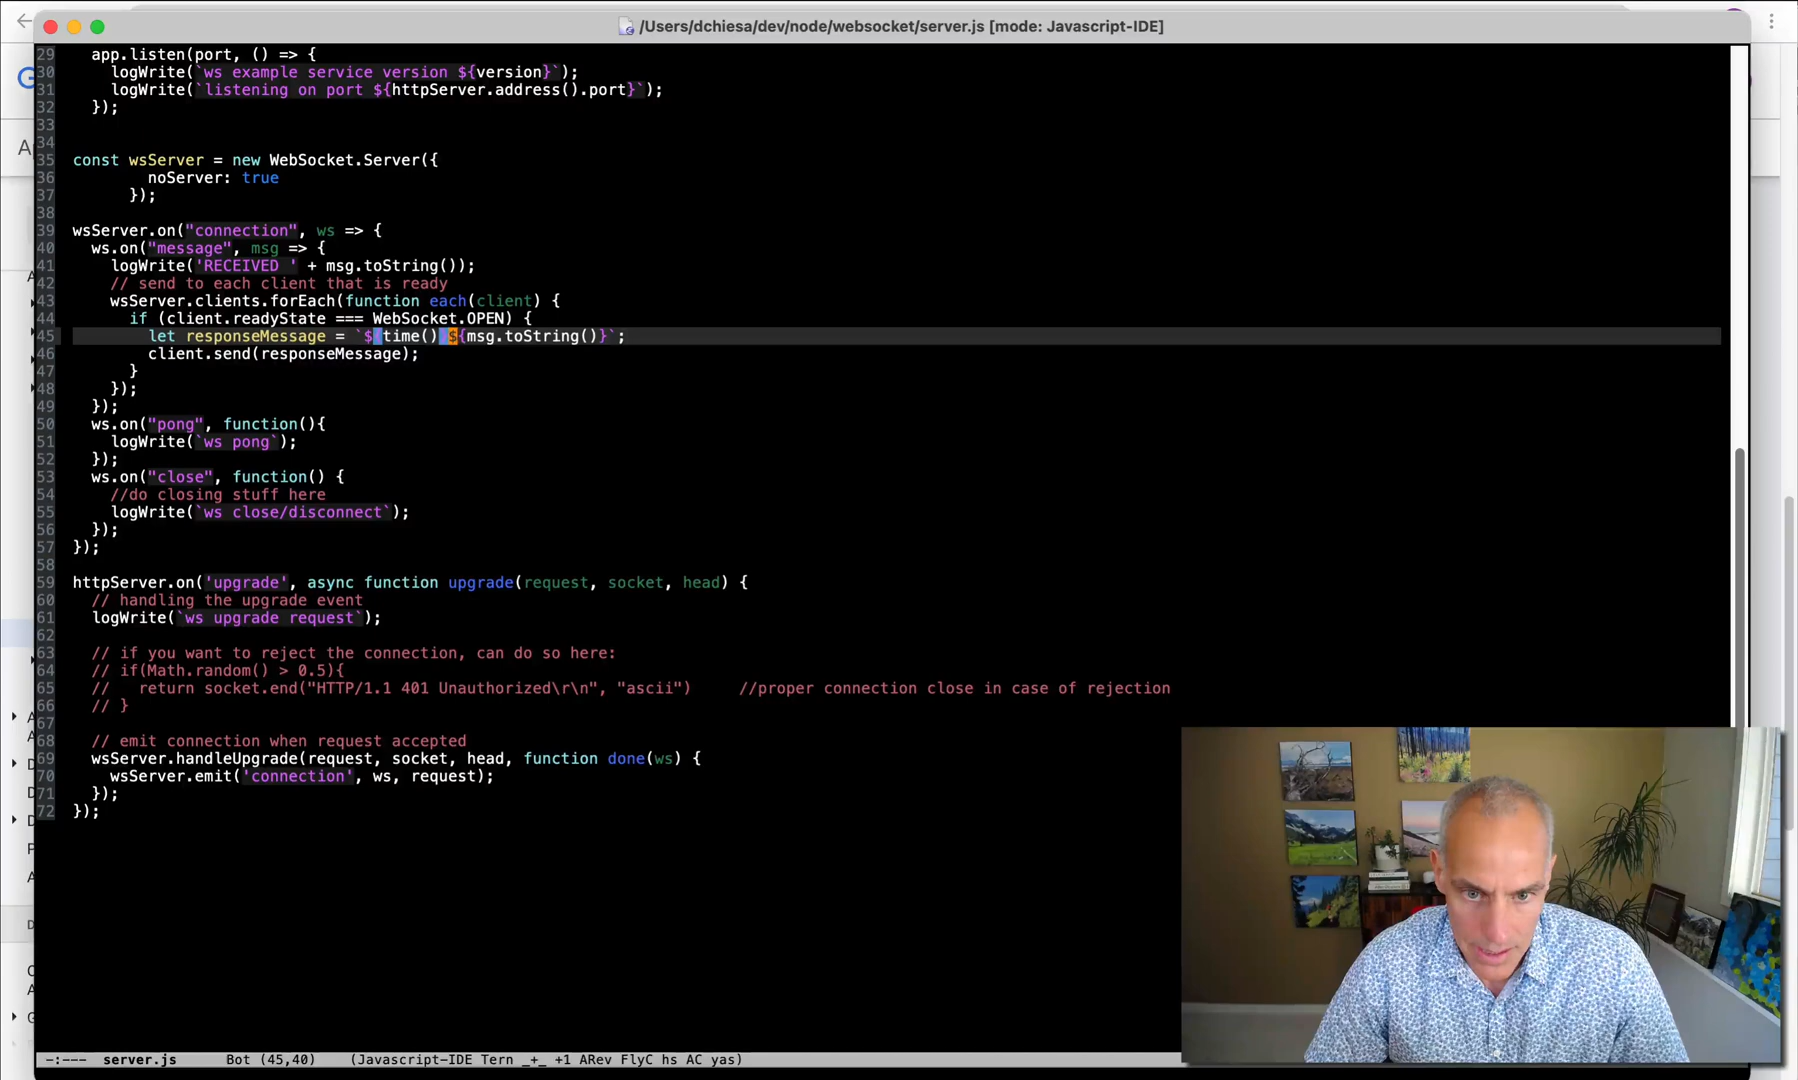 /Users/dchiesa/dev/node/websocket/server.js [mode: Javascript-IDE]
29 app.listen(port, () => {
30 logWrite(`ws example service version ${version}`);
31 logWrite(`listening on port ${httpServer.address().port}`);
32 });
33
34
35 const wsServer = new WebSocket.Server({
36 noServer: true
37 });
38
39 wsServer.on("connection", ws => {
40 ws.on("message", msg => {
41 logWrite('RECEIVED ' + msg.toString());
42 // send to each client that is ready
43 wsServer.clients.forEach(function each(client) {
44 if (client.readyState === WebSocket.OPEN) {
45 let responseMessage = `${time()}${msg.toString()}`;
46 client.send(responseMessage);
47 }
48 });
49 });
50 ws.on("pong", function(){
51 logWrite(`ws pong`);
52 });
53 ws.on("close", function() {
54 //do closing stuff here
55 logWrite(`ws close/disconnect`);
56 });
57 });
58
59 httpServer.on('upgrade', async function upgrade(request, socket, head) {
60 // handling the upgrade event
61 logWrite(`ws upgrade request`);
62
63 // if you want to reject the connection, can do so here:
64 // if(Math.random() > 0.5){
65 // return socket.end("HTTP/1.1 401 Unauthorized\r\n", "ascii") //proper connection close in case of rejection
66 // }
67
68 // emit connection when request accepted
69 wsServer.handleUpgrade(request, socket, head, function done(ws) {
70 wsServer.emit('connection', ws, request);
71 });
72 });
-:--- server.js Bot (45,40) (Javascript-IDE Tern _+_ +1 ARev FlyC hs AC yas)